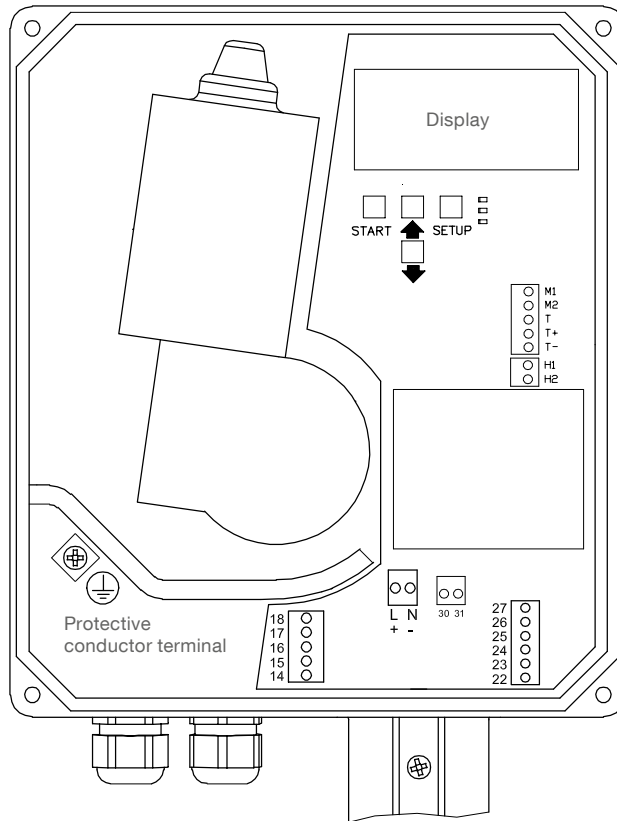 Display
START
SETUP
M1
M2
T
T+
T-
H1
H2
L N
+ -
30 31
27
26
25
24
23
22
18
17
16
15
14
Protective
conductor terminal